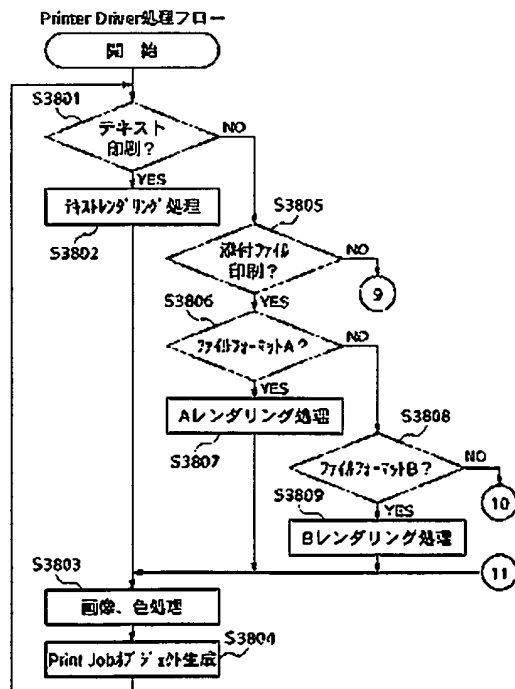 Printer Driver処理フロー
開 始
S3801
テキスト
印刷?
NO
YES
ﾃｷｽﾄﾚﾝﾀﾞﾘﾝｸﾞ処理
S3802
S3805
添付ファイル
印刷?
NO
9
YES
S3806
ﾌｧｲﾙﾌｫｰﾏｯﾄA?
NO
YES
Aレンダリング処理
S3807
S3808
ﾌｧｲﾙﾌｫｰﾏｯﾄB?
NO
10
YES
S3809
Bレンダリング処理
11
S3803
画像、色処理
S3804
Print Jobｵﾌﾞｼﾞｪｸﾄ生成